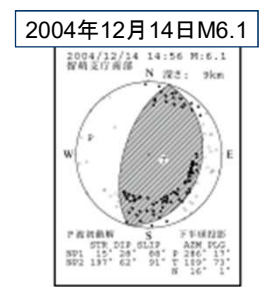 2004年12月14日M6.1
2004/12/14 14:56 M:6.1
留萌支庁南部
N 深さ: 9km
P
W E
T
S
P波初動解 下半球投影
STR DIP SLIP AZM PLG
NP1 15° 28° 88° P 286° 17°
NP2 197° 62° 91° T 109° 73°
N 16° 1°